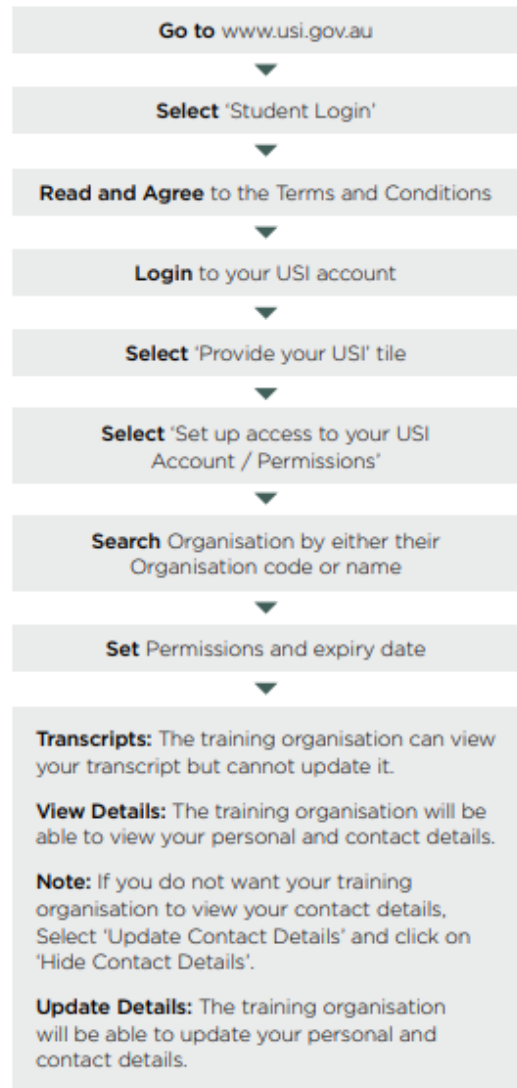 Go to www.usi.gov.au
Select ‘Student Login’
Read and Agree to the Terms and Conditions
Login to your USI account
Select ‘Provide your USI’ tile
Select ‘Set up access to your USI
Account / Permissions’
Search Organisation by either their
Organisation code or name
Set Permissions and expiry date
Transcripts: The training organisation can view
your transcript but cannot update it.
View Details: The training organisation will be
able to view your personal and contact details.
Note: If you do not want your training
organisation to view your contact details,
Select ‘Update Contact Details’ and click on
‘Hide Contact Details’.
Update Details: The training organisation
will be able to update your personal and
contact details.